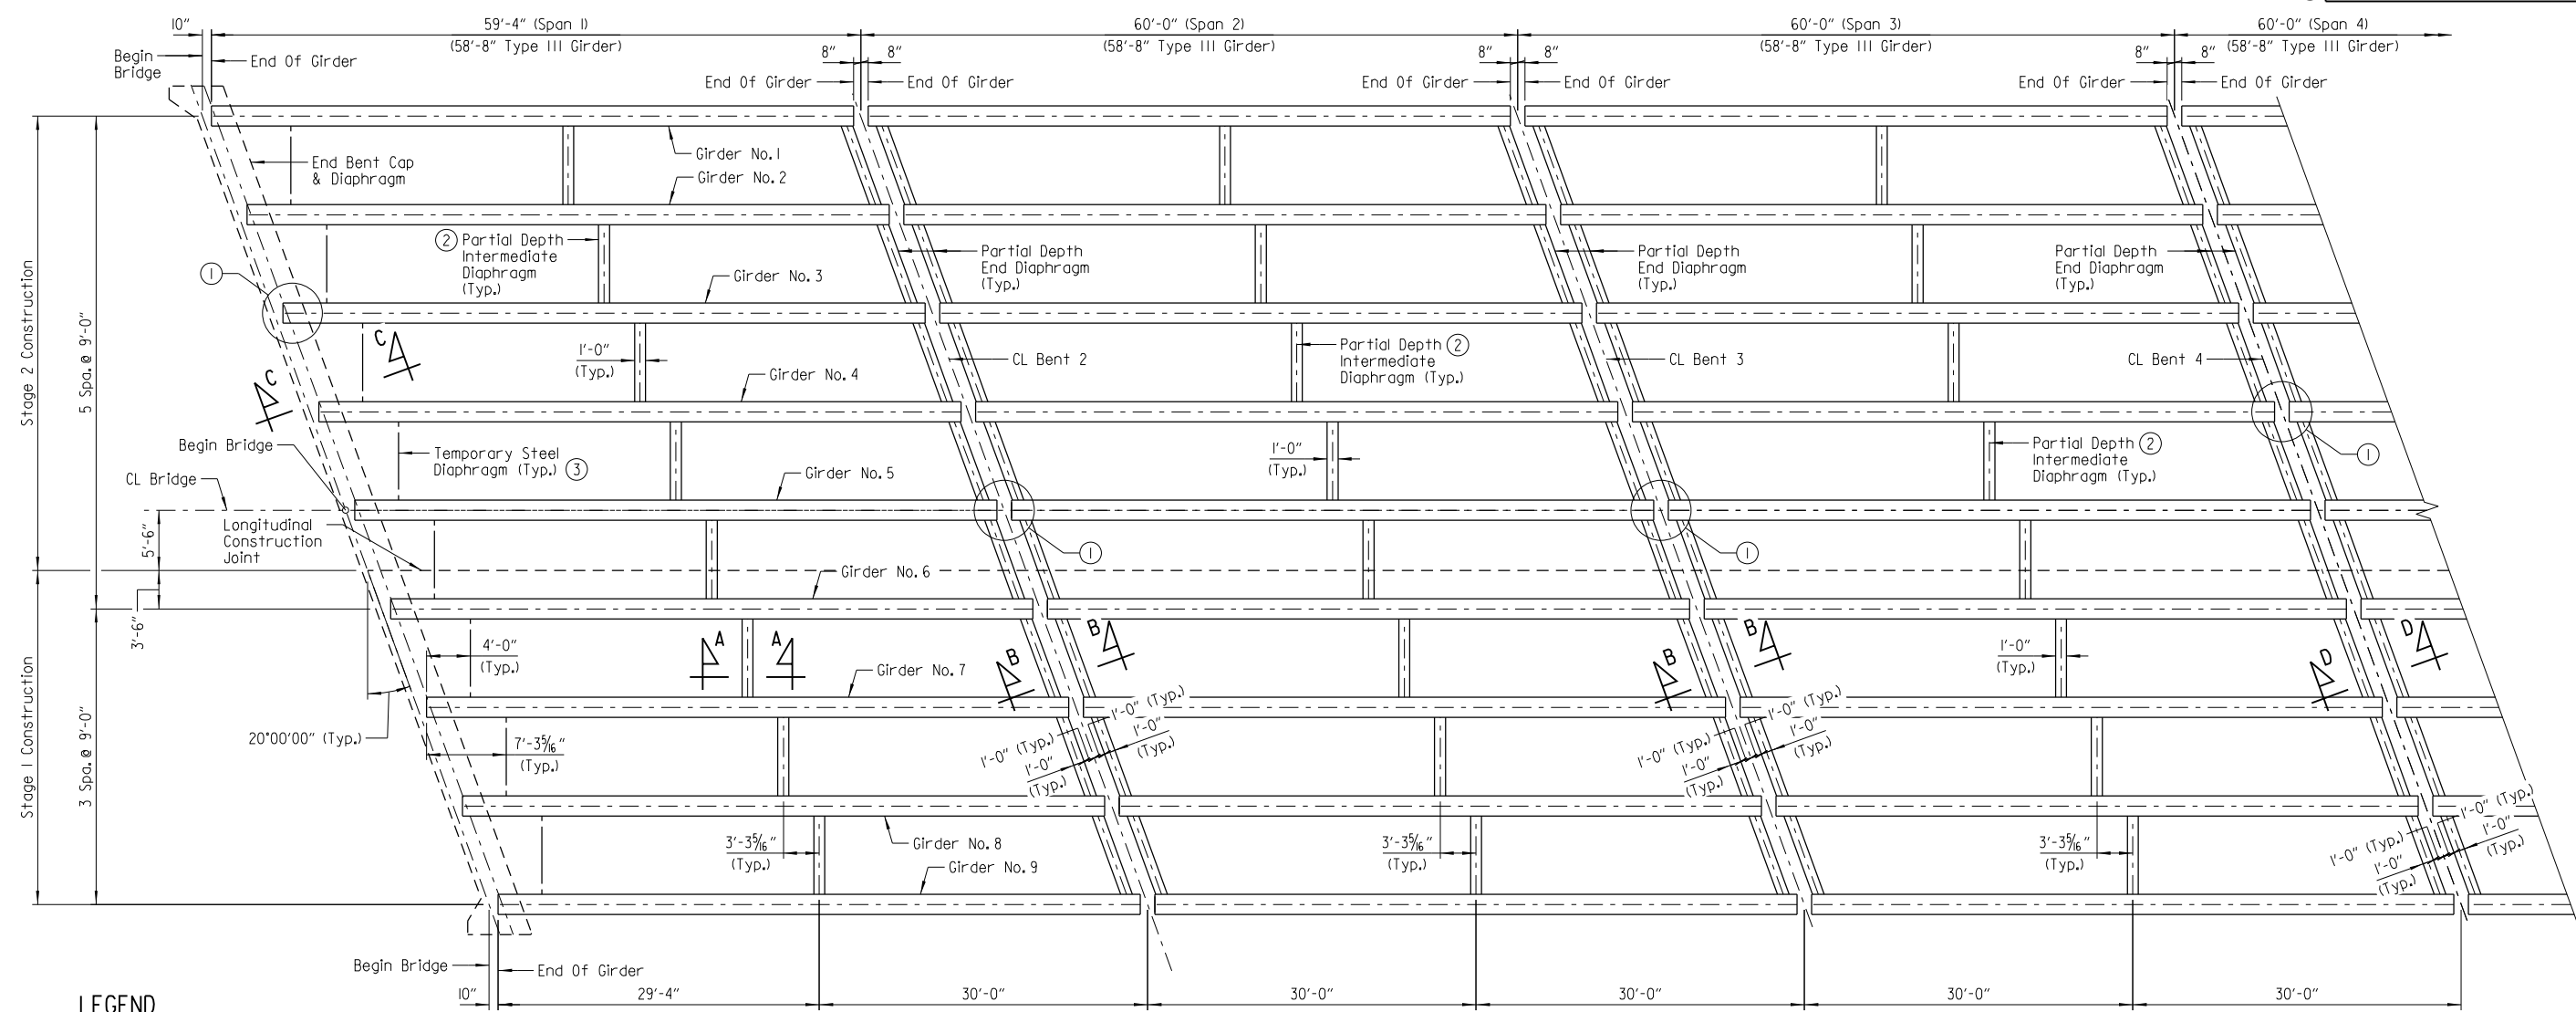 10" 59'-4" (Span 1) 60'-0" (Span 2) 60'-0" (Span 3) 60'-0" (Span 4)
(58'-8" Type III Girder) (58'-8" Type III Girder) (58'-8" Type III Girder) (58'-8" Type III Girder)
Begin
Bridge
End Of Girder
8" 8" 8" 8" 8" 8"
End Of Girder End Of Girder End Of Girder End Of Girder End Of Girder End Of Girder
End Bent Cap
& Diaphragm
Girder No. 1
Girder No. 2
2 Partial Depth
Intermediate
Diaphragm
(Typ.)
Partial Depth
End Diaphragm
(Typ.)
Partial Depth
End Diaphragm
(Typ.)
Partial Depth
End Diaphragm
(Typ.)
1
Girder No. 3
Stage 2 Construction
5 Spa. @ 9'-0"
C C
1'-0"
(Typ.)
CL Bent 2
Partial Depth 2
Intermediate
Diaphragm (Typ.)
CL Bent 3
CL Bent 4
Girder No. 4
Begin Bridge
Temporary Steel
Diaphragm (Typ.) 3
1'-0"
(Typ.)
Partial Depth 2
Intermediate
Diaphragm (Typ.)
1
CL Bridge
Girder No. 5
Longitudinal
Construction
Joint
5'-6"
1 1
Girder No. 6
3'-6"
4'-0"
(Typ.)
A A
B B
B B
1'-0"
(Typ.)
D D
Girder No. 7
Stage 1 Construction
3 Spa. @ 9'-0"
20°00'00" (Typ.)
7'-3 5/16"
(Typ.)
1'-0" (Typ.)
1'-0" (Typ.)
1'-0"
(Typ.)
1'-0"
(Typ.)
1'-0" (Typ.)
1'-0" (Typ.)
1'-0"
(Typ.)
1'-0"
(Typ.)
1'-0" (Typ.)
1'-0" (Typ.)
1'-0"
(Typ.)
1'-0"
(Typ.)
3'-3 5/16"
(Typ.)
3'-3 5/16"
(Typ.)
3'-3 5/16"
(Typ.)
Girder No. 8
Girder No. 9
Begin Bridge
End Of Girder
10" 29'-4" 30'-0" 30'-0" 30'-0" 30'-0" 30'-0"
LEGEND